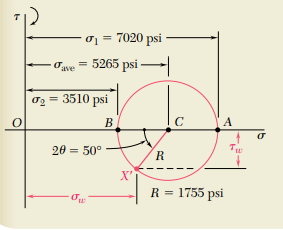 τ
σ₁ = 7020 psi
σave = 5265 psi
σ₂ = 3510 psi
O
B
C
A
σ
2θ = 50°
R
τw
X'
σw
R = 1755 psi